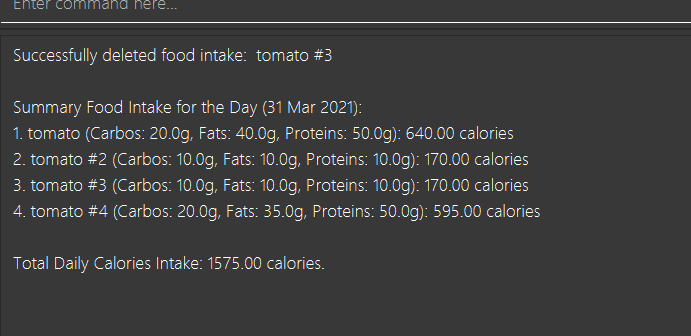 Enter command here...
Successfully deleted food intake:  tomato #3
Summary Food Intake for the Day (31 Mar 2021):
1. tomato (Carbos: 20.0g, Fats: 40.0g, Proteins: 50.0g): 640.00 calories
2. tomato #2 (Carbos: 10.0g, Fats: 10.0g, Proteins: 10.0g): 170.00 calories
3. tomato #3 (Carbos: 10.0g, Fats: 10.0g, Proteins: 10.0g): 170.00 calories
4. tomato #4 (Carbos: 20.0g, Fats: 35.0g, Proteins: 50.0g): 595.00 calories
Total Daily Calories Intake: 1575.00 calories.